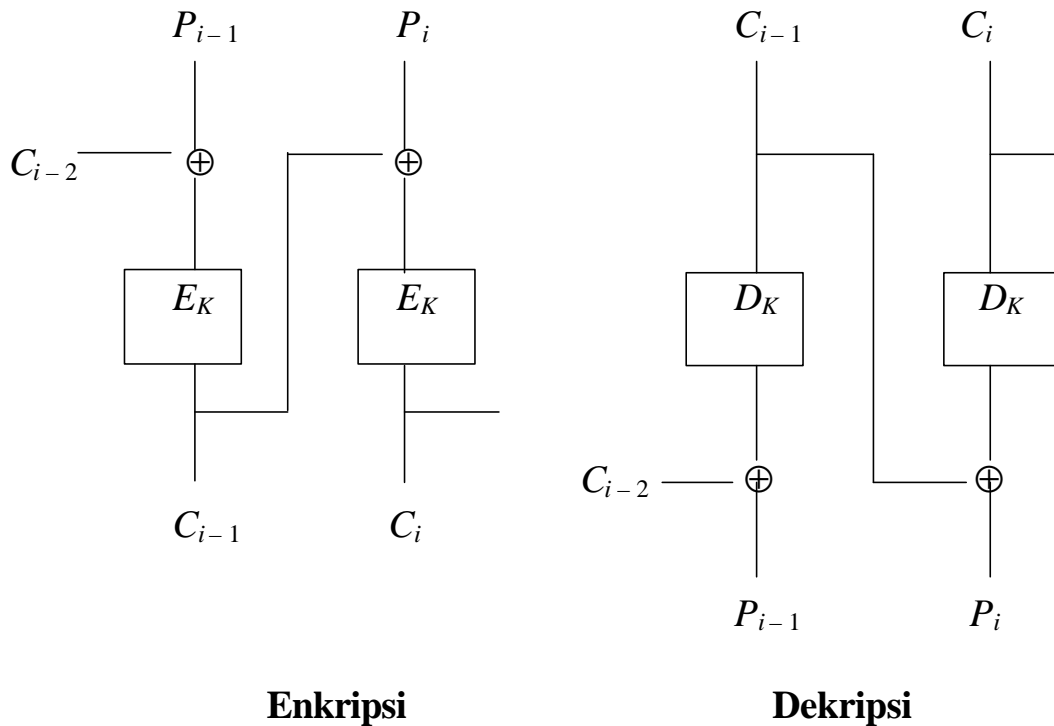 P_{i – 1} P_i
C_{i – 2} ⊕ ⊕
E_K E_K
C_{i – 1} C_i
Enkripsi
C_{i – 1} C_i
D_K D_K
C_{i – 2} ⊕ ⊕
P_{i – 1} P_i
Dekripsi